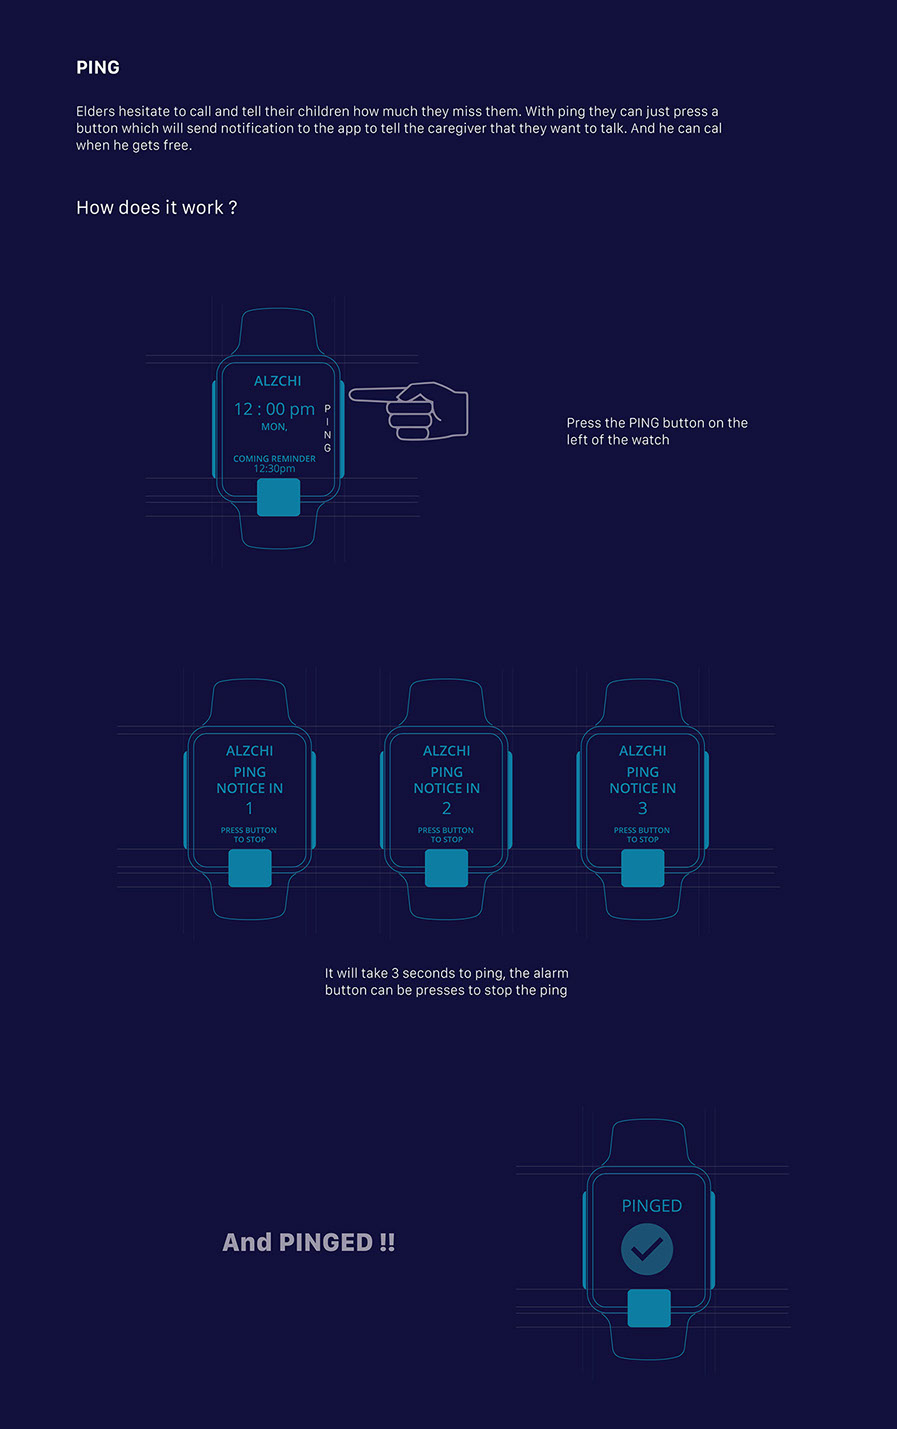 PING
Elders hesitate to call and tell their children how much they miss them. With ping they can just press a
button which will send notification to the app to tell the caregiver that they want to talk. And he can cal
when he gets free.
How does it work ?
ALZCHI
12 : 00 pm
MON,
P
I
N
G
COMING REMINDER
12:30pm
Press the PING button on the
left of the watch
ALZCHI
PING
NOTICE IN
1
PRESS BUTTON
TO STOP
ALZCHI
PING
NOTICE IN
2
PRESS BUTTON
TO STOP
ALZCHI
PING
NOTICE IN
3
PRESS BUTTON
TO STOP
It will take 3 seconds to ping, the alarm
button can be presses to stop the ping
And PINGED !!
PINGED